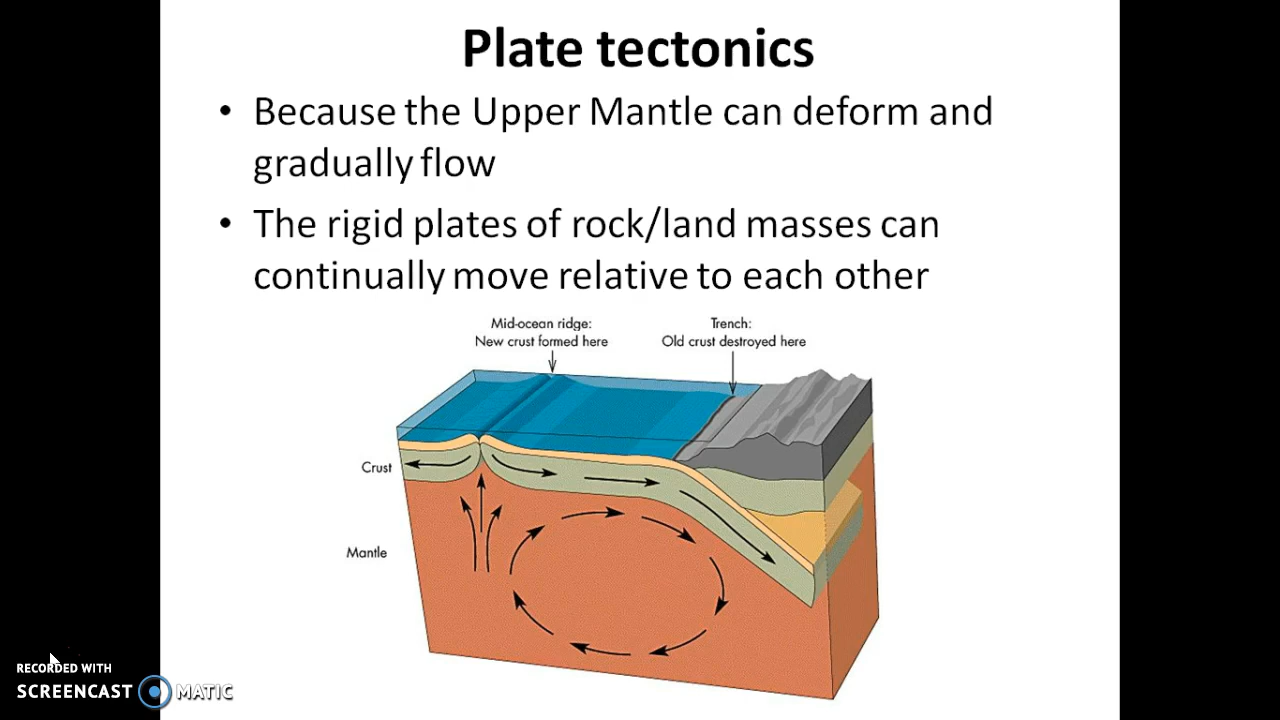 Plate tectonics
• Because the Upper Mantle can deform and
gradually flow
• The rigid plates of rock/land masses can
continually move relative to each other
Mid-ocean ridge:
New crust formed here
Trench:
Old crust destroyed here
Crust
Mantle
RECORDED WITH
SCREENCAST MATIC